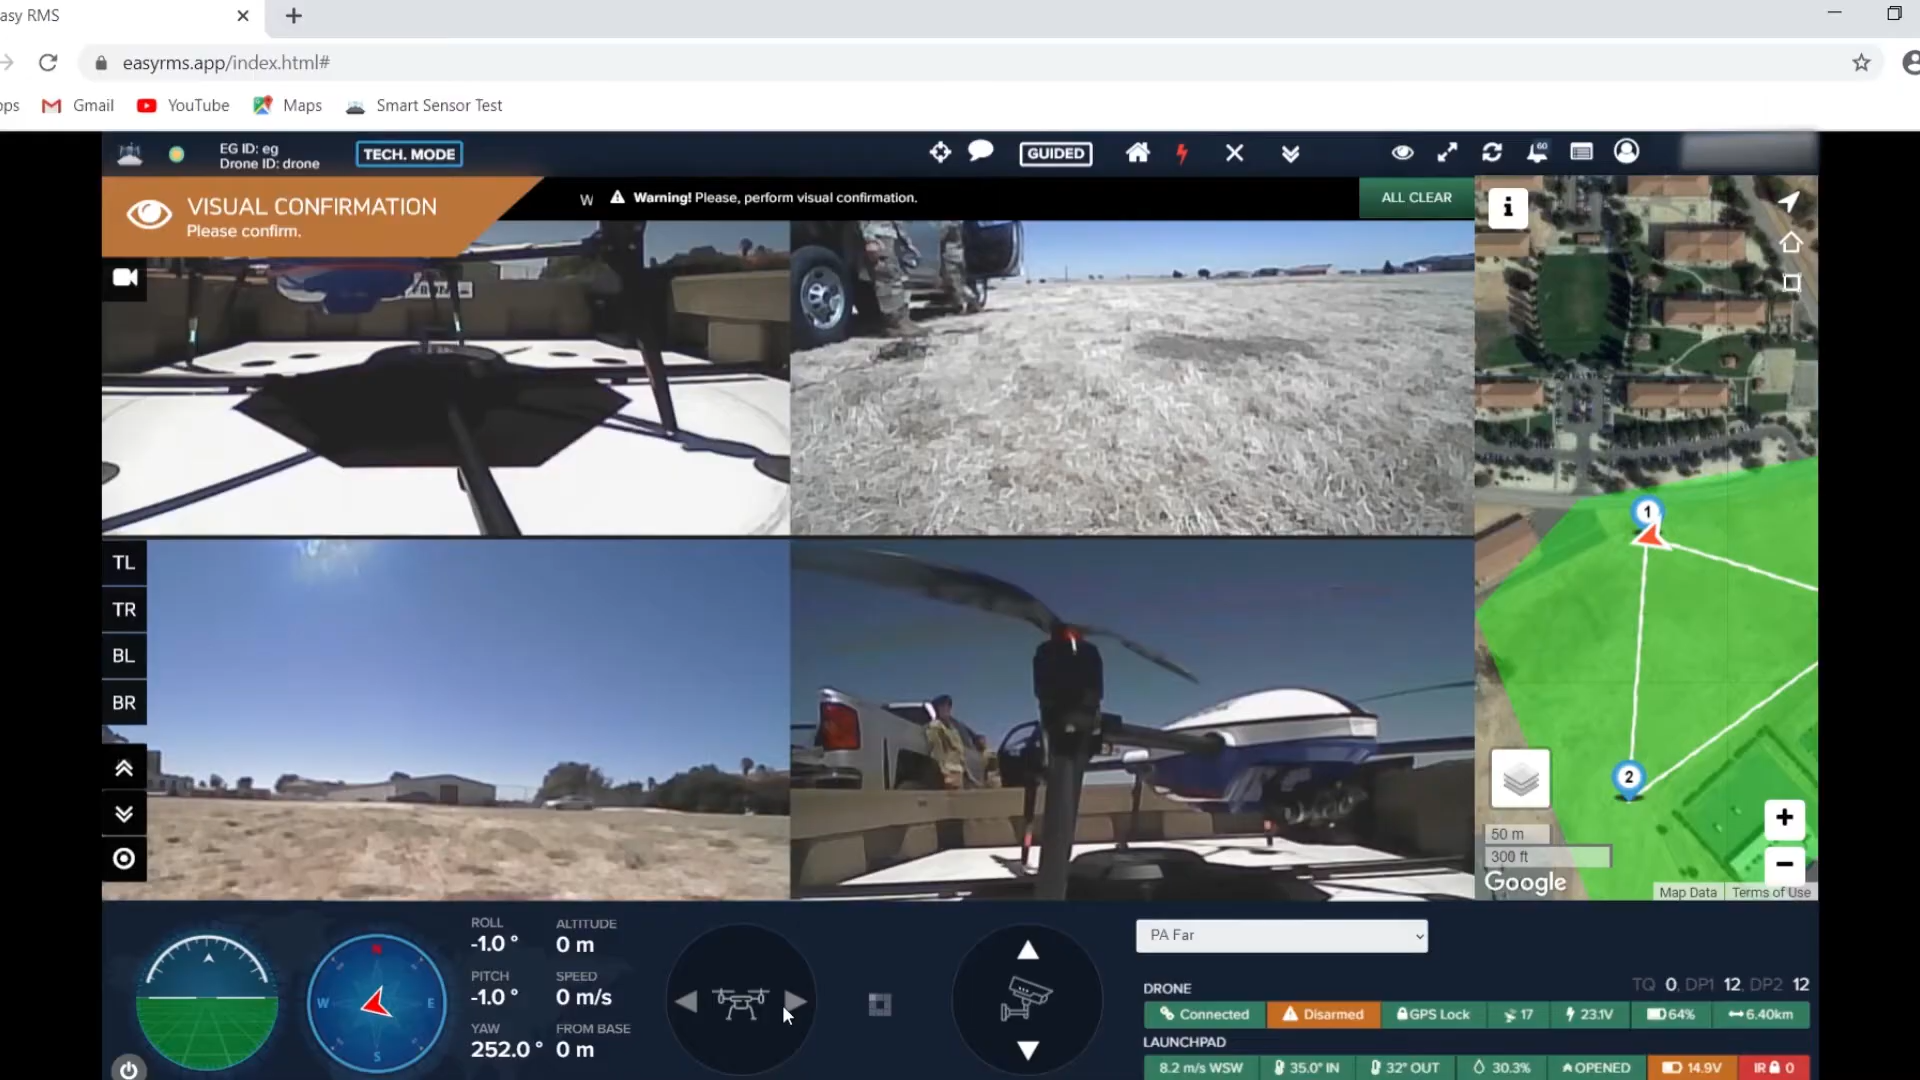 asy RMS
easyrms.app/index.html#
ops
Gmail
YouTube
Maps
Smart Sensor Test
EG ID: eg
Drone ID: drone
TECH. MODE
GUIDED
60
VISUAL CONFIRMATION
Please confirm.
W
Warning! Please, perform visual confirmation.
ALL CLEAR
i
TL
TR
BL
BR
1
2
50 m
300 ft
Google
Map Data
Terms of Use
W
E
S
ROLL
-1.0 °
PITCH
-1.0 °
YAW
252.0 °
ALTITUDE
0 m
SPEED
0 m/s
FROM BASE
0 m
PA Far
TQ 0, DP1 12, DP2 12
DRONE
Connected
Disarmed
GPS Lock
17
23.1V
64%
6.40km
LAUNCHPAD
8.2 m/s WSW
35.0° IN
32° OUT
30.3%
OPENED
14.9V
IR 0